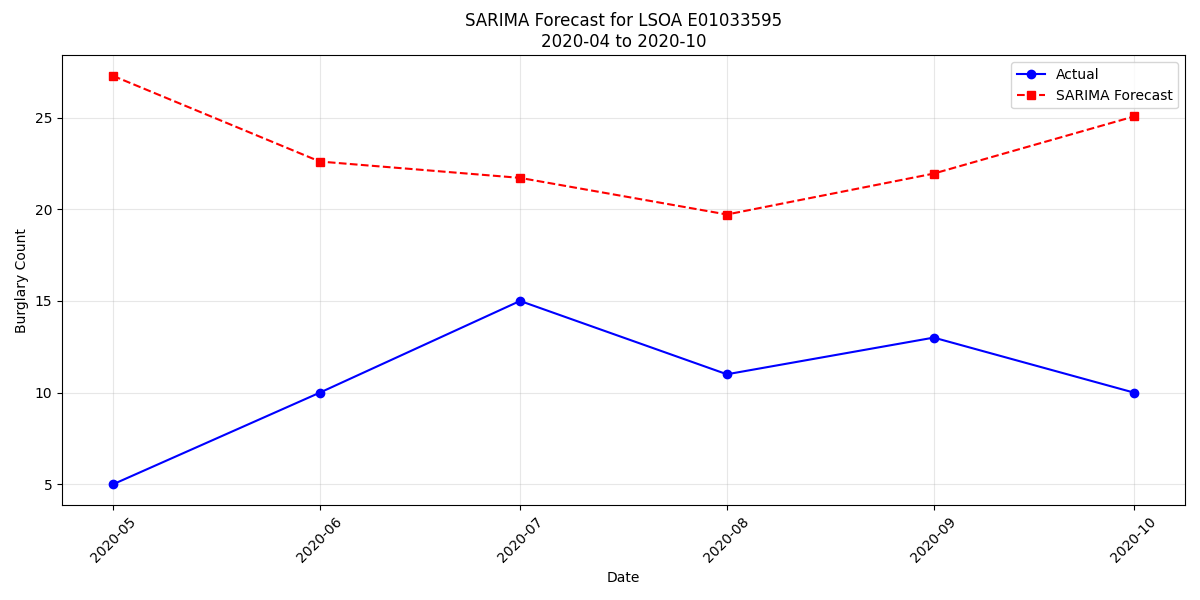 SARIMA Forecast for LSOA E01033595
2020-04 to 2020-10
Actual
SARIMA Forecast
Burglary Count
25
20
15
10
5
2020-05
2020-06
2020-07
2020-08
2020-09
2020-10
Date